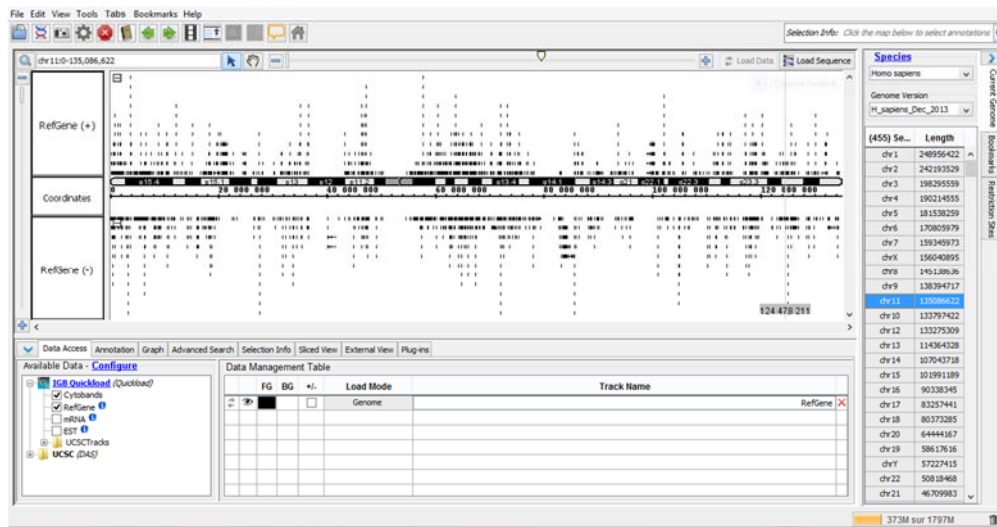 File Edit View Tools Tabs Bookmarks Help
Selection Info: Click the map below to select annotations
chr11:0-135,086,622
Load Data
Load Sequence
RefGene (+)
Coordinates
0 20 000 000 40 000 000 60 000 000 80 000 000 100 000 000 120 000 000
RefGene (-)
124 478 211
Species
Homo sapiens
Genome Version
H_sapiens_Dec_2013
(455) Se... Length
chr1 248956422
chr2 242193529
chr3 198295559
chr4 190214555
chr5 181538259
chr6 170805979
chr7 159345973
chrX 156040895
chr8 145138636
chr9 138394717
chr11 135086622
chr10 133797422
chr12 133275309
chr13 114364328
chr14 107043718
chr15 101991189
chr16 90338345
chr17 83257441
chr18 80373285
chr20 64444167
chr19 58617616
chrY 57227415
chr22 50818468
chr21 46709983
Current Genome
Bookmarks
Restriction Sites
Data Access Annotation Graph Advanced Search Selection Info Sliced View External View Plug-ins
Available Data - Configure
IGB Quickload (Quickload)
Cytobands
RefGene
mRNA
EST
UCSCTracks
UCSC (DAS)
Data Management Table
FG BG +/- Load Mode Track Name
Genome RefGene
373M sur 1797M